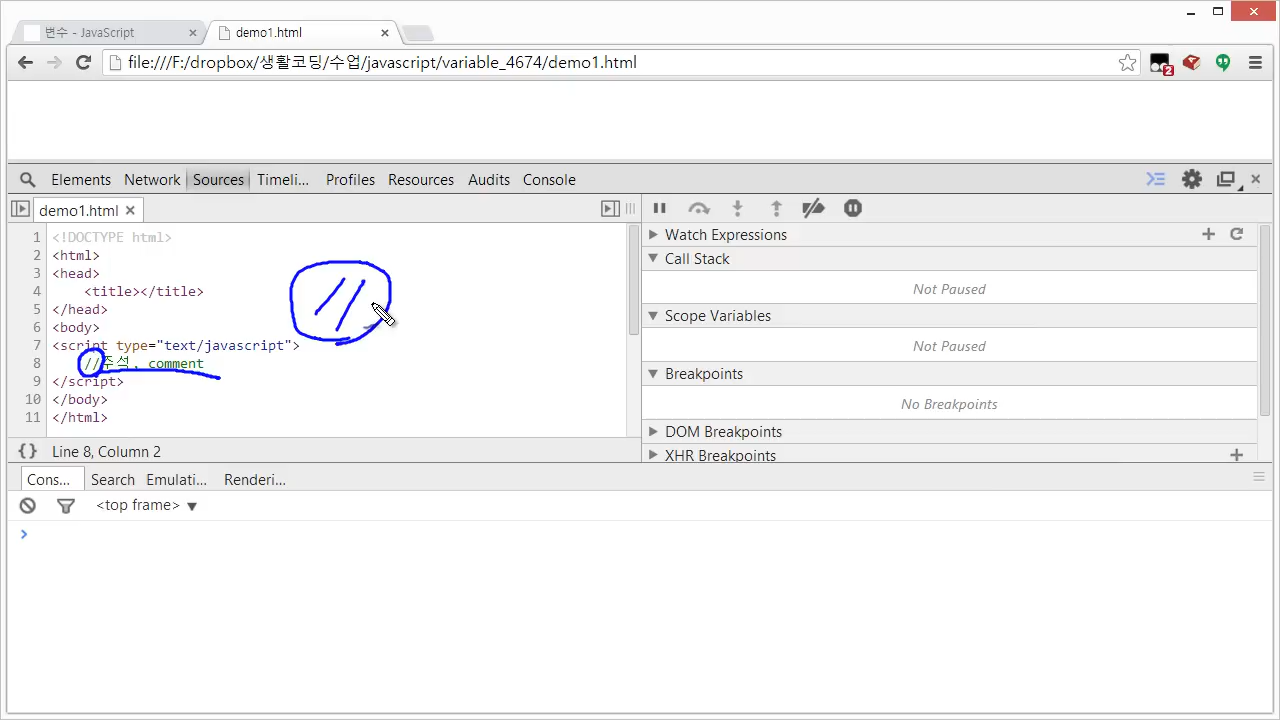 변수 - JavaScript
demo1.html
file:///F:/dropbox/생활코딩/수업/javascript/variable_4674/demo1.html
2
Elements Network Sources Timeli... Profiles Resources Audits Console
demo1.html
1 <!DOCTYPE html>
2 <html>
3 <head>
4 <title></title>
5 </head>
6 <body>
7 <script type="text/javascript">
8 //주석, comment
9 </script>
10 </body>
11 </html>
//
{} Line 8, Column 2
Watch Expressions
Call Stack
Not Paused
Scope Variables
Not Paused
Breakpoints
No Breakpoints
DOM Breakpoints
XHR Breakpoints
Cons... Search Emulati... Renderi...
<top frame>